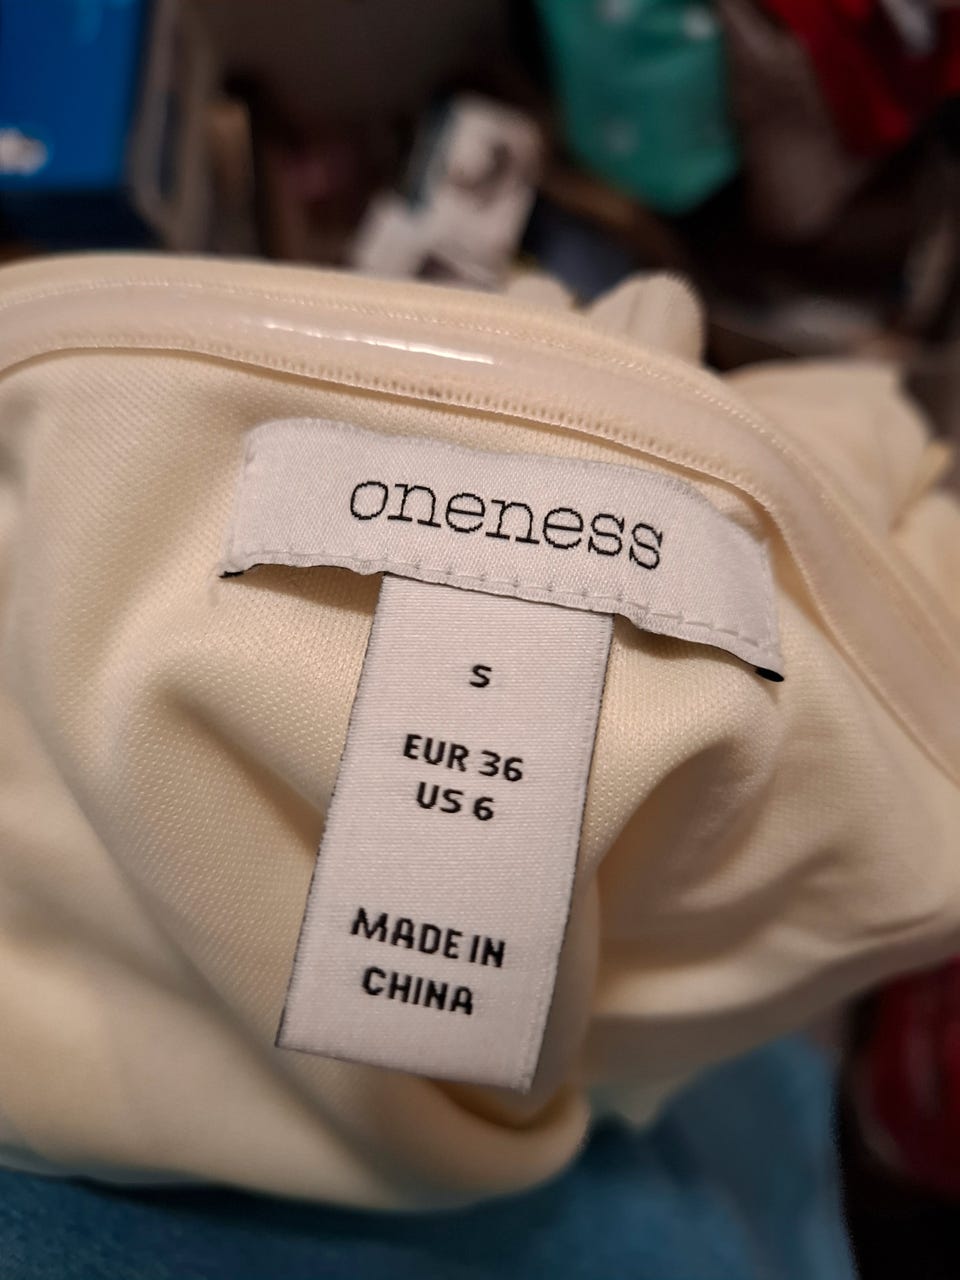 oneness
S
EUR 36
US 6
MADE IN
CHINA